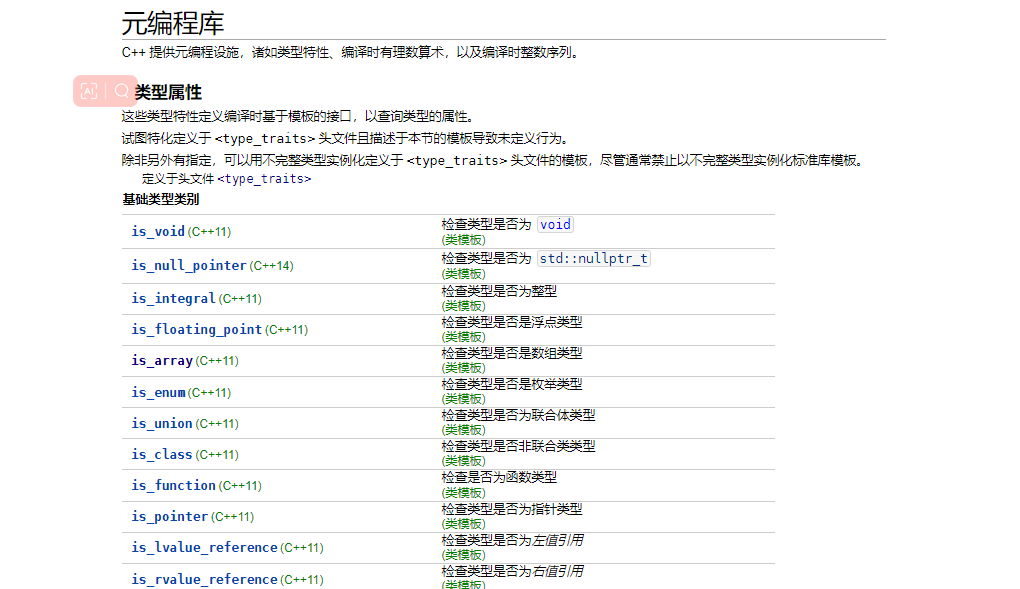 元编程库
C++ 提供元编程设施，诸如类型特性、编译时有理数算术，以及编译时整数序列。
AI
类型属性
这些类型特性定义编译时基于模板的接口，以查询类型的属性。
试图特化定义于 <type_traits> 头文件且描述于本节的模板导致未定义行为。
除非另外有指定，可以用不完整类型实例化定义于 <type_traits> 头文件的模板，尽管通常禁止以不完整类型实例化标准库模板。
定义于头文件 <type_traits>
基础类型类别
is_void (C++11)
检查类型是否为 void
(类模板)
is_null_pointer (C++14)
检查类型是否为 std::nullptr_t
(类模板)
is_integral (C++11)
检查类型是否为整型
(类模板)
is_floating_point (C++11)
检查类型是否是浮点类型
(类模板)
is_array (C++11)
检查类型是否是数组类型
(类模板)
is_enum (C++11)
检查类型是否是枚举类型
(类模板)
is_union (C++11)
检查类型是否为联合体类型
(类模板)
is_class (C++11)
检查类型是否非联合类类型
(类模板)
is_function (C++11)
检查是否为函数类型
(类模板)
is_pointer (C++11)
检查类型是否为指针类型
(类模板)
is_lvalue_reference (C++11)
检查类型是否为左值引用
(类模板)
is_rvalue_reference (C++11)
检查类型是否为右值引用
(类模板)